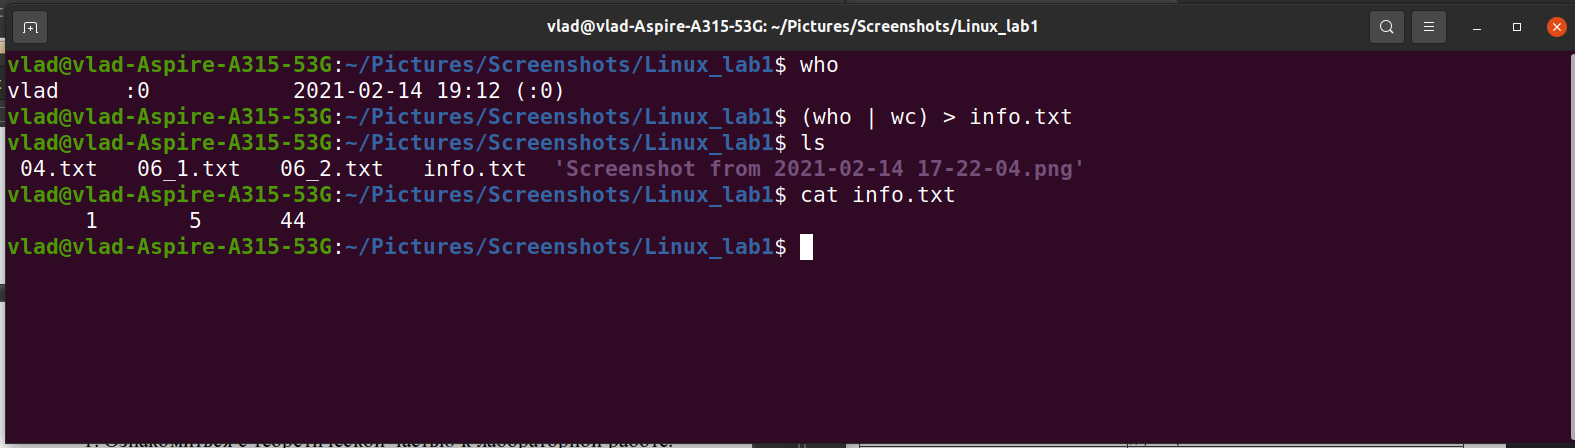 vlad@vlad-Aspire-A315-53G: ~/Pictures/Screenshots/Linux_lab1
vlad@vlad-Aspire-A315-53G:~/Pictures/Screenshots/Linux_lab1$ who
vlad     :0           2021-02-14 19:12 (:0)
vlad@vlad-Aspire-A315-53G:~/Pictures/Screenshots/Linux_lab1$ (who | wc) > info.txt
vlad@vlad-Aspire-A315-53G:~/Pictures/Screenshots/Linux_lab1$ ls
 04.txt   06_1.txt   06_2.txt   info.txt  'Screenshot from 2021-02-14 17-22-04.png'
vlad@vlad-Aspire-A315-53G:~/Pictures/Screenshots/Linux_lab1$ cat info.txt
      1       5      44
vlad@vlad-Aspire-A315-53G:~/Pictures/Screenshots/Linux_lab1$